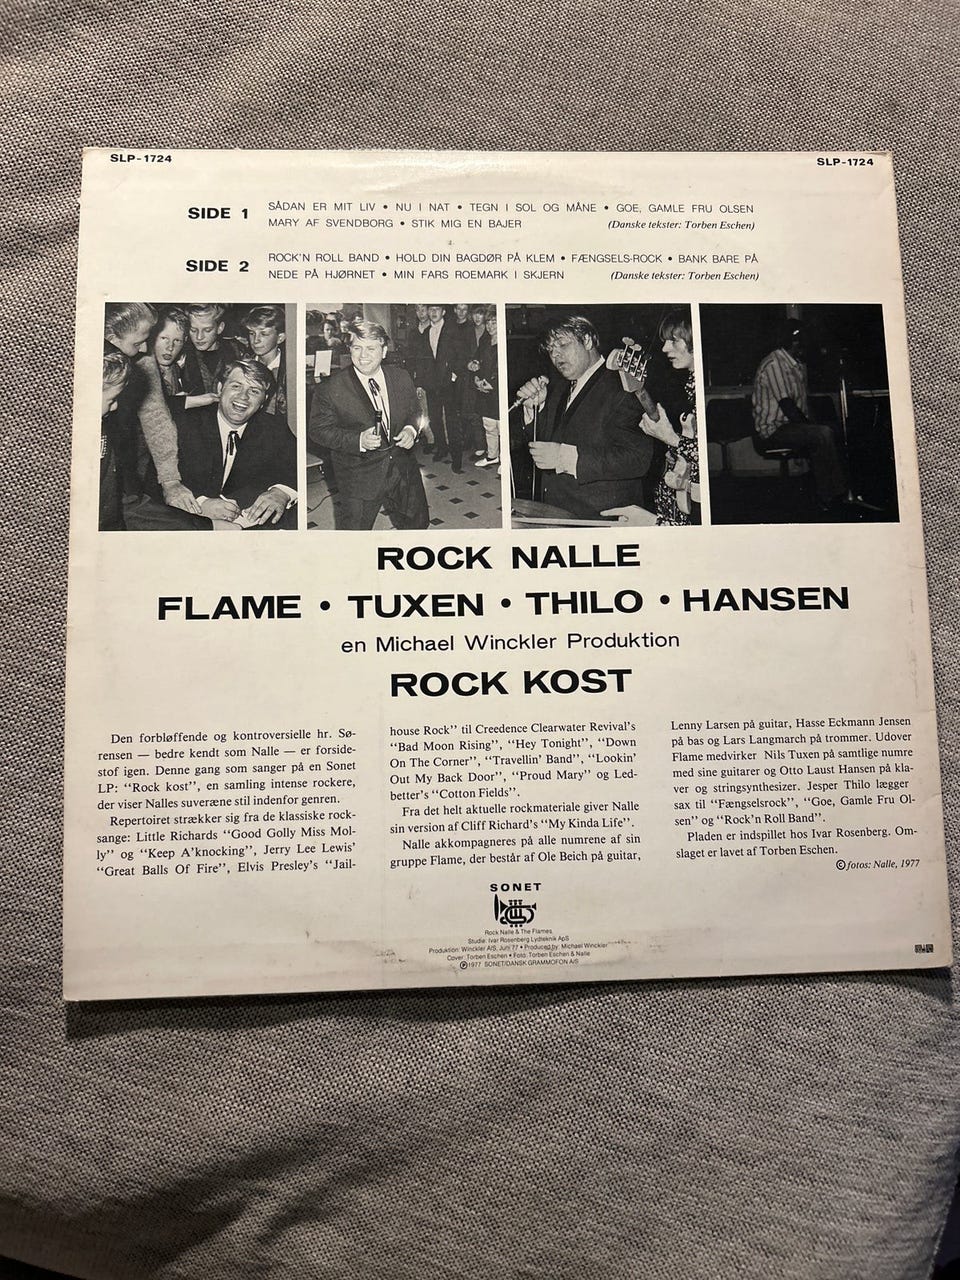 SLP-1724
SLP-1724
SIDE 1
SÅDAN ER MIT LIV • NU I NAT • TEGN I SOL OG MÅNE • GOE, GAMLE FRU OLSEN
MARY AF SVENDBORG • STIK MIG EN BAJER (Danske tekster: Torben Eschen)
SIDE 2
ROCK'N ROLL BAND • HOLD DIN BAGDØR PÅ KLEM • FÆNGSELS-ROCK • BANK BARE PÅ
NEDE PÅ HJØRNET • MIN FARS ROEMARK I SKJERN (Danske tekster: Torben Eschen)
ROCK NALLE
FLAME • TUXEN • THILO • HANSEN
en Michael Winckler Produktion
ROCK KOST
Den forbløffende og kontroversielle hr. Sø-
rensen — bedre kendt som Nalle — er forside-
stof igen. Denne gang som sanger på en Sonet
LP: "Rock kost", en samling intense rockere,
der viser Nalles suveræne stil indenfor genren.
Repertoiret strækker sig fra de klassiske rock-
sange: Little Richards "Good Golly Miss Mol-
ly" og "Keep A'knocking", Jerry Lee Lewis'
"Great Balls Of Fire", Elvis Presley's "Jail-
house Rock" til Creedence Clearwater Revival's
"Bad Moon Rising", "Hey Tonight", "Down
On The Corner", "Travellin' Band", "Lookin'
Out My Back Door", "Proud Mary" og Led-
better's "Cotton Fields".
Fra det helt aktuelle rockmateriale giver Nalle
sin version af Cliff Richard's "My Kinda Life".
Nalle akkompagneres på alle numrene af sin
gruppe Flame, der består af Ole Beich på guitar,
Lenny Larsen på guitar, Hasse Eckmann Jensen
på bas og Lars Langmarch på trommer. Udover
Flame medvirker Nils Tuxen på samtlige numre
med sine guitarer og Otto Laust Hansen på kla-
ver og stringsynthesizer. Jesper Thilo lægger
sax til "Fængselsrock", "Goe, Gamle Fru Ol-
sen" og "Rock'n Roll Band".
Pladen er indspillet hos Ivar Rosenberg. Om-
slaget er lavet af Torben Eschen.
© fotos: Nalle, 1977
SONET
Rock Nalle & The Flames
Studie: Ivar Rosenberg Lydteknik ApS
Produktion: Winckler A/S, Juni 77 • Produced by: Michael Winckler
Cover: Torben Eschen • Foto: Torben Eschen & Nalle
Ⓟ1977 SONET/DANSK GRAMMOFON A/S